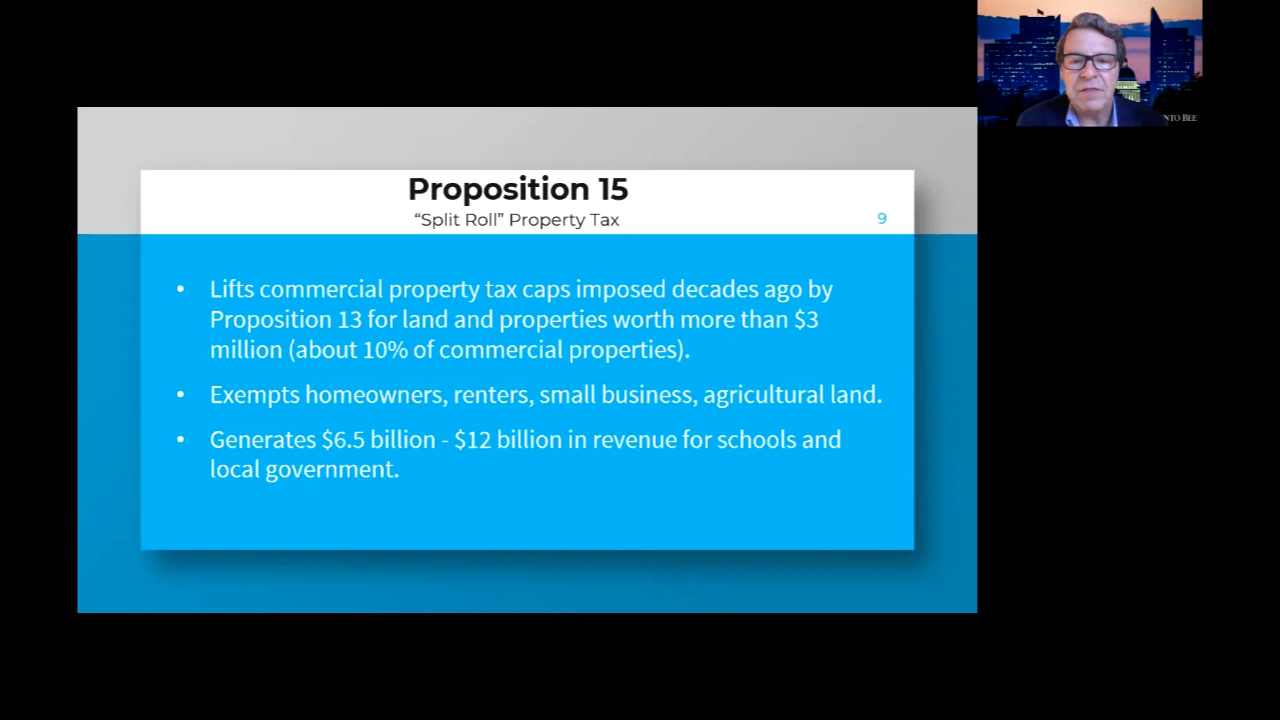 Proposition 15
“Split Roll” Property Tax
9
• Lifts commercial property tax caps imposed decades ago by
Proposition 13 for land and properties worth more than $3
million (about 10% of commercial properties).
• Exempts homeowners, renters, small business, agricultural land.
• Generates $6.5 billion - $12 billion in revenue for schools and
local government.
NTO BEE